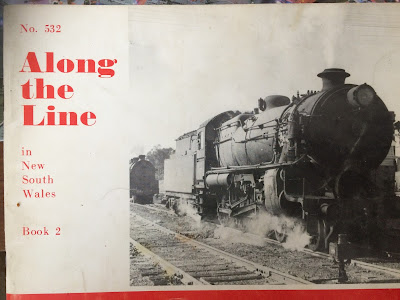 No. 532
Along
the
Line
in
New
South
Wales
Book 2